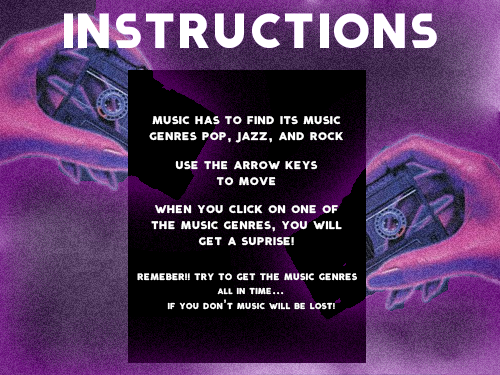 INSTRUCTIONS
MUSIC HAS TO FIND ITS MUSIC
GENRES POP, JAZZ, AND ROCK
USE THE ARROW KEYS
TO MOVE
WHEN YOU CLICK ON ONE OF
THE MUSIC GENRES, YOU WILL
GET A SUPRISE!
REMEBER!! TRY TO GET THE MUSIC GENRES
ALL IN TIME...
IF YOU DON'T MUSIC WILL BE LOST!